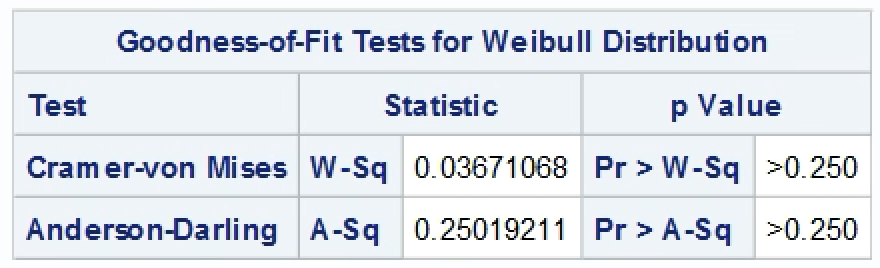 Goodness-of-Fit Tests for Weibull Distribution
Test Statistic p Value
Cramer-von Mises W-Sq 0.03671068 Pr > W-Sq >0.250
Anderson-Darling A-Sq 0.25019211 Pr > A-Sq >0.250